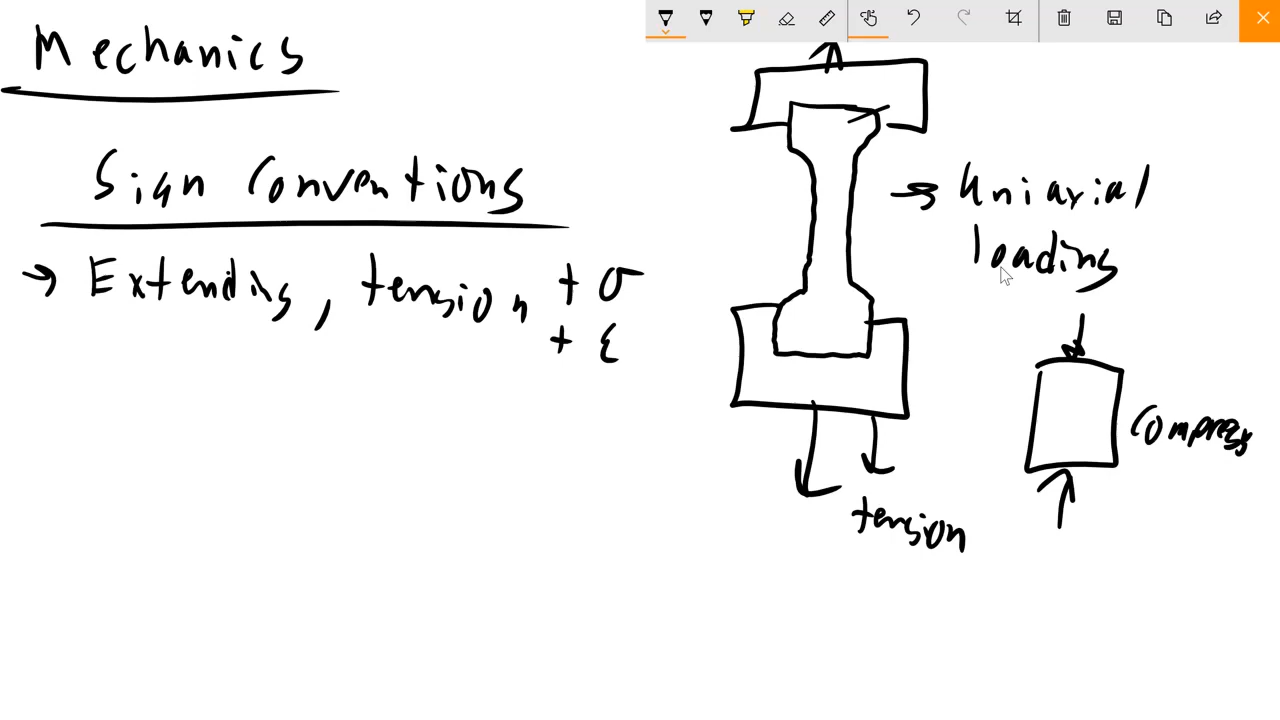 Mechanics
Sign Conventions
→ Extending, tension + σ
+ ε
→ Uniaxial
loading
Compress
tension